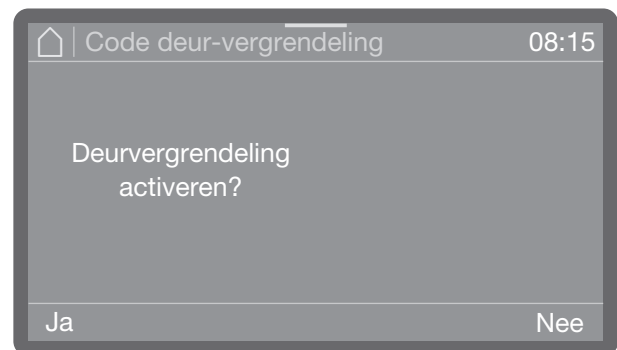 Code deur-vergrendeling 08:15
Deurvergrendeling
activeren?
Ja Nee